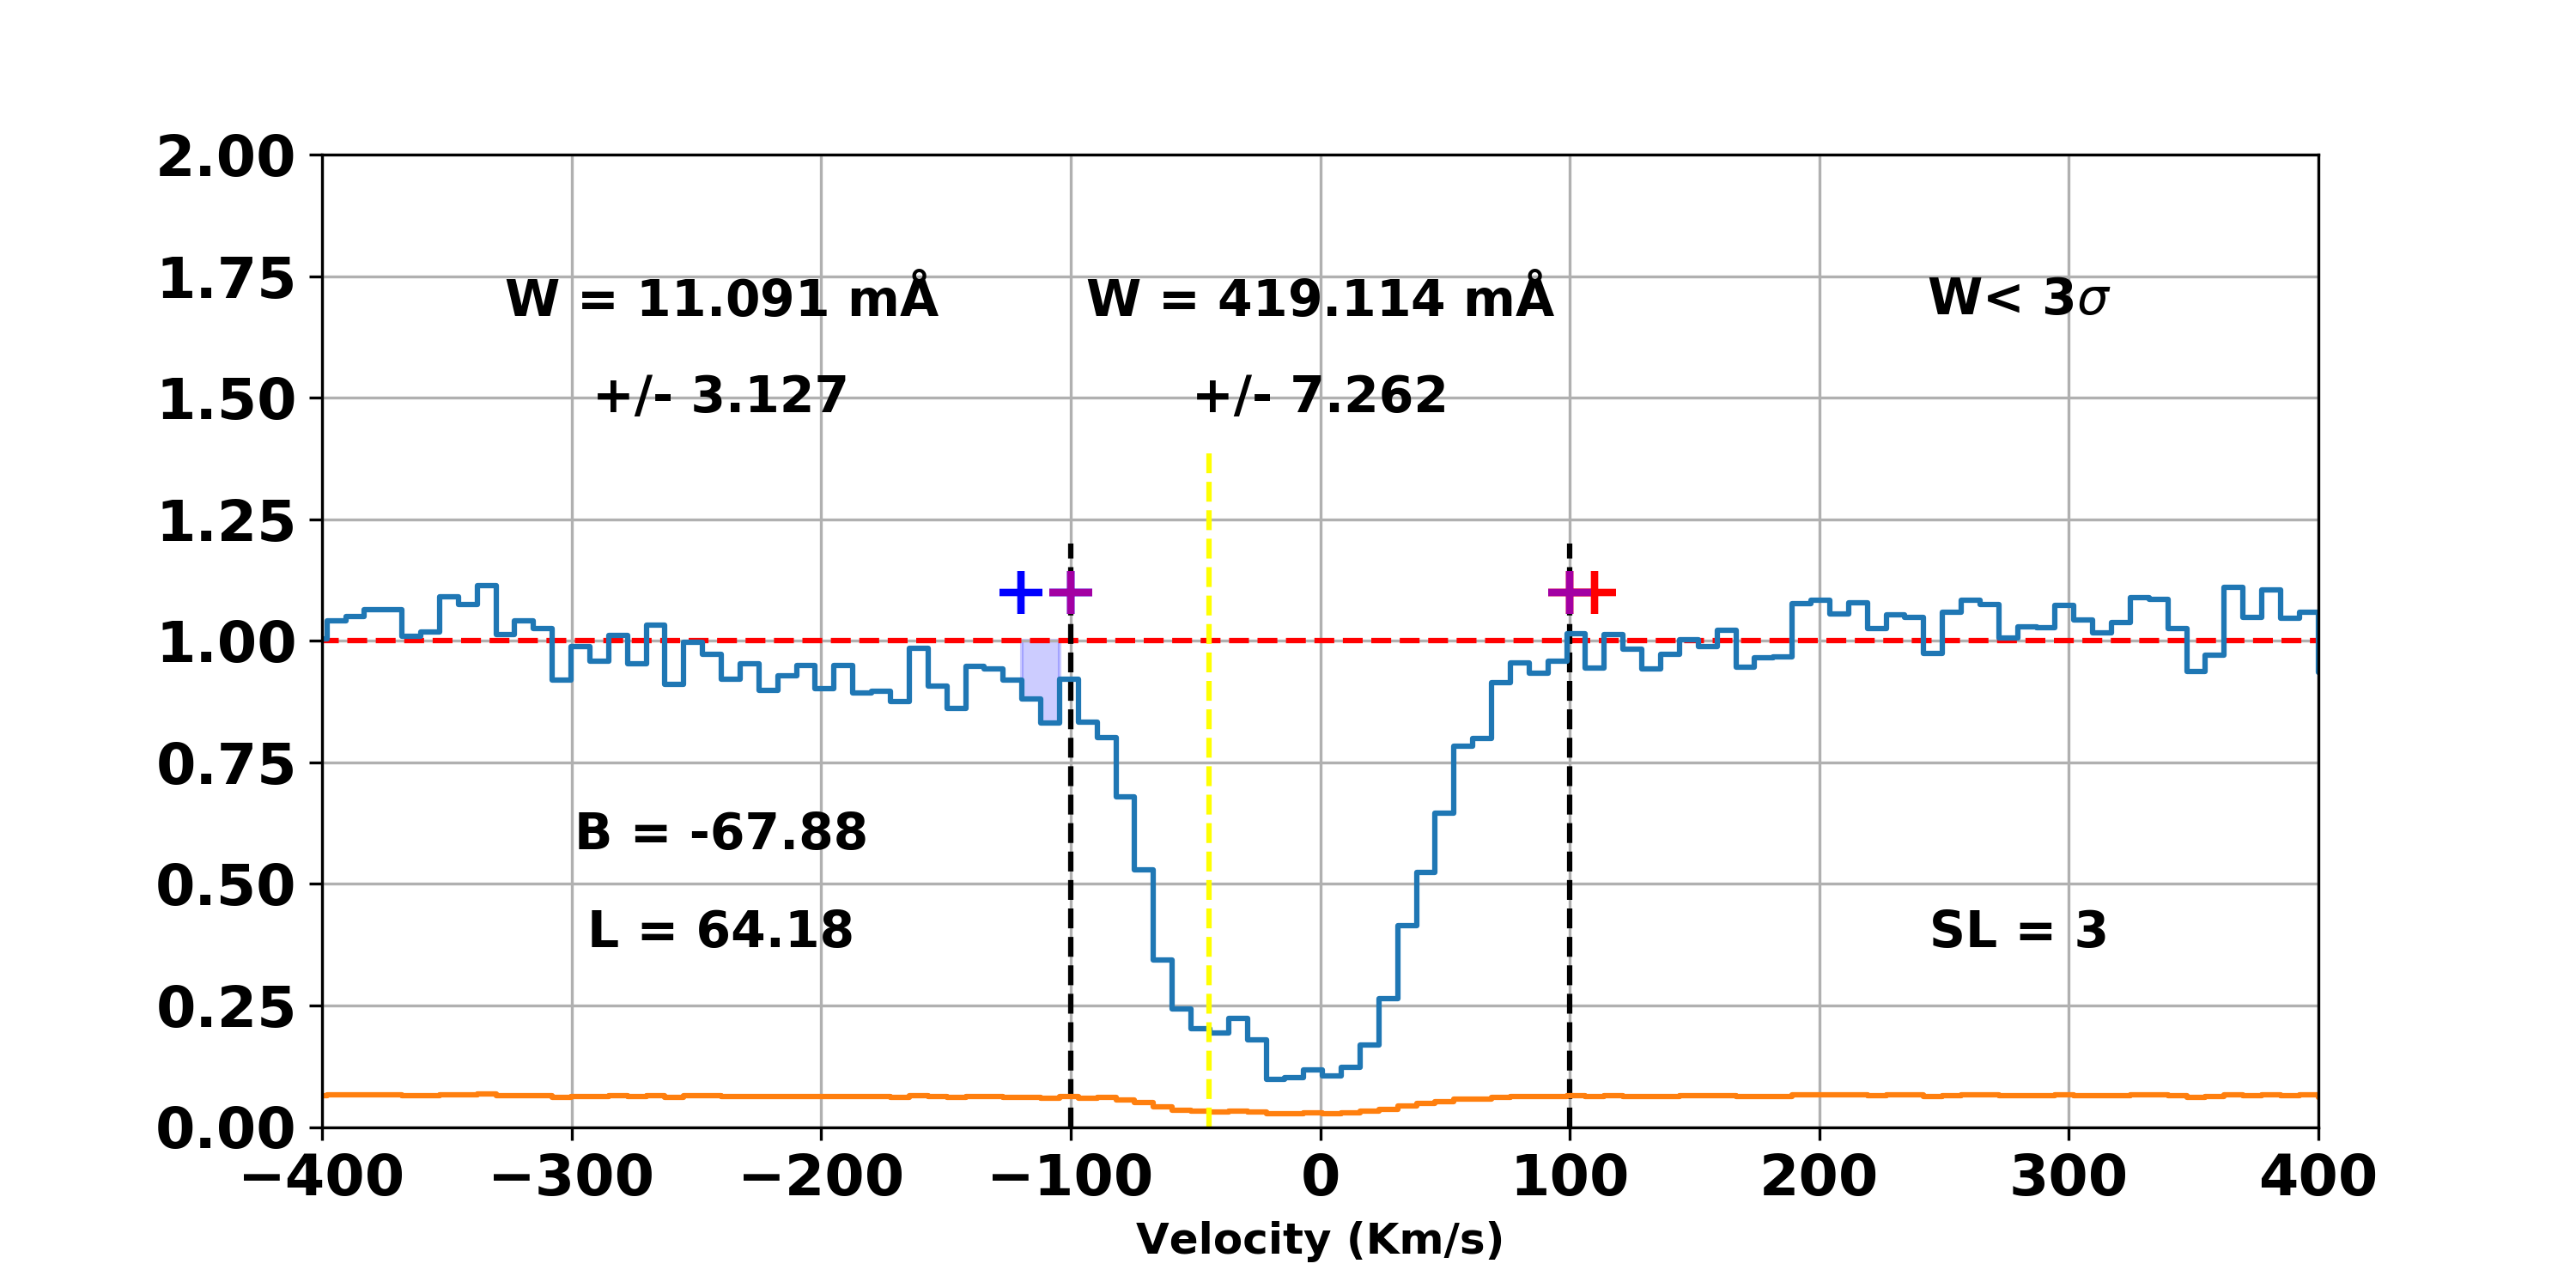 2.00
1.75
1.50
1.25
1.00
0.75
0.50
0.25
0.00
W = 11.091 mÅ
+/- 3.127
W = 419.114 mÅ
+/- 7.262
W< 3σ
B = -67.88
L = 64.18
SL = 3
−400 −300 −200 −100 0 100 200 300 400
Velocity (Km/s)